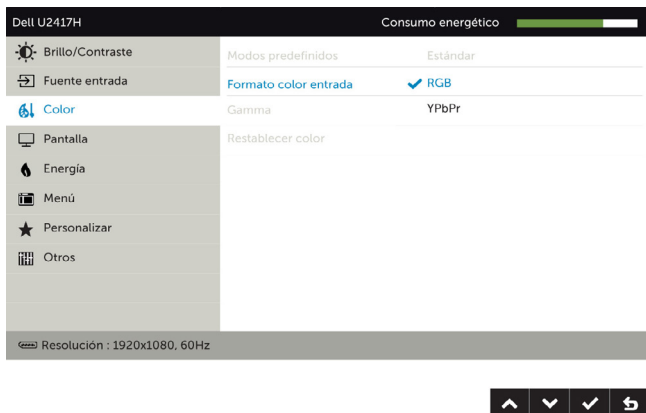 Dell U2417H Consumo energético
Brillo/Contraste
Modos predefinidos Estándar
Fuente entrada
Formato color entrada RGB
Color
Gamma YPbPr
Pantalla
Restablecer color
Energía
Menú
Personalizar
Otros
Resolución : 1920x1080, 60Hz